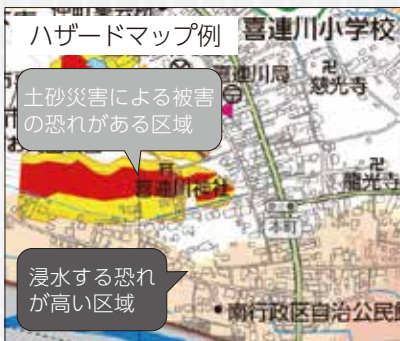 ハザードマップ例
喜連川小学校
喜連川局
慈光寺
土砂災害による被害
の恐れがある区域
喜連川神社
龍光寺
本町
浸水する恐れ
が高い区域
南行政区自治公民館